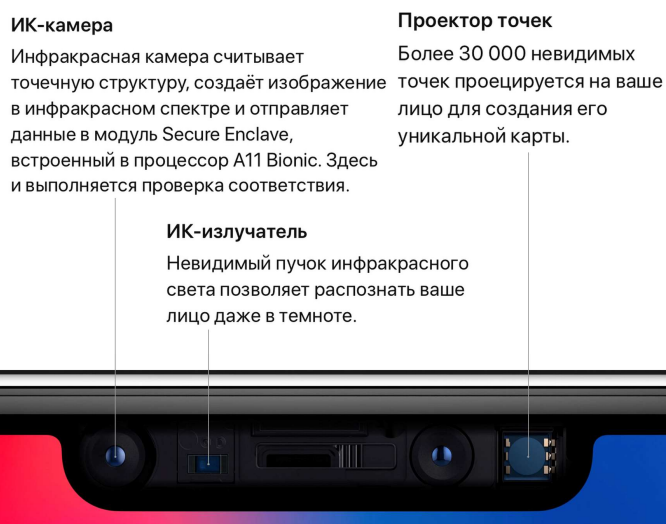 ИК-камера
Инфракрасная камера считывает
точечную структуру, создаёт изображение
в инфракрасном спектре и отправляет
данные в модуль Secure Enclave,
встроенный в процессор A11 Bionic. Здесь
и выполняется проверка соответствия.
Проектор точек
Более 30 000 невидимых
точек проецируется на ваше
лицо для создания его
уникальной карты.
ИК-излучатель
Невидимый пучок инфракрасного
света позволяет распознать ваше
лицо даже в темноте.